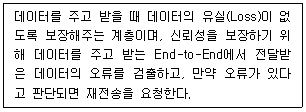 데이터를 주고 받을 때 데이터의 유실(Loss)이 없
도록 보장해주는 계층이며, 신뢰성을 보장하기 위
해 데이터를 주고 받는 End-to-End에서 전달받
은 데이터의 오류를 검출하고, 만약 오류가 있다
고 판단되면 재전송을 요청한다.